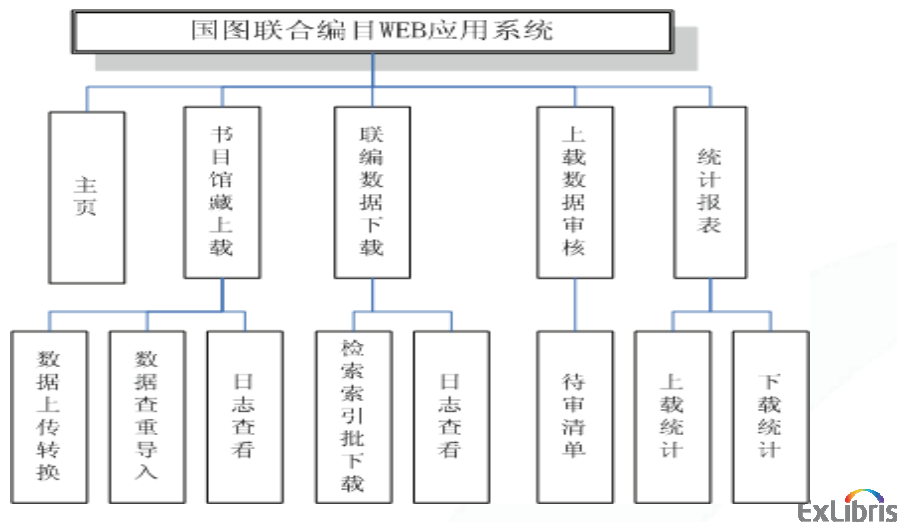 国图联合编目WEB应用系统
主页
书目馆藏上载
联编数据下载
上载数据审核
统计报表
数据上传转换
数据查重导入
日志查看
检索索引批下载
日志查看
待审清单
上载统计
下载统计
ExLibris